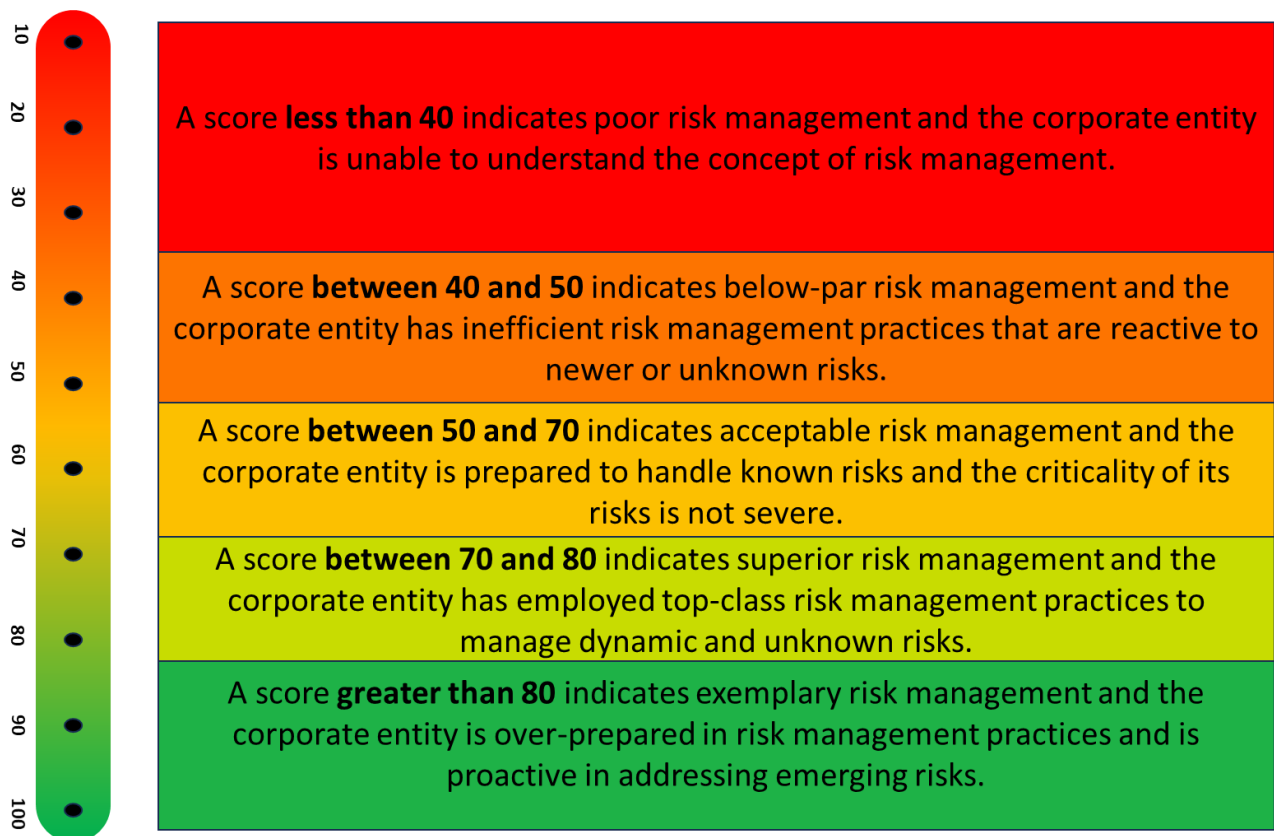 10
20
30
40
50
60
70
80
90
100
A score less than 40 indicates poor risk management and the corporate entity
is unable to understand the concept of risk management.
A score between 40 and 50 indicates below-par risk management and the
corporate entity has inefficient risk management practices that are reactive to
newer or unknown risks.
A score between 50 and 70 indicates acceptable risk management and the
corporate entity is prepared to handle known risks and the criticality of its
risks is not severe.
A score between 70 and 80 indicates superior risk management and the
corporate entity has employed top-class risk management practices to
manage dynamic and unknown risks.
A score greater than 80 indicates exemplary risk management and the
corporate entity is over-prepared in risk management practices and is
proactive in addressing emerging risks.